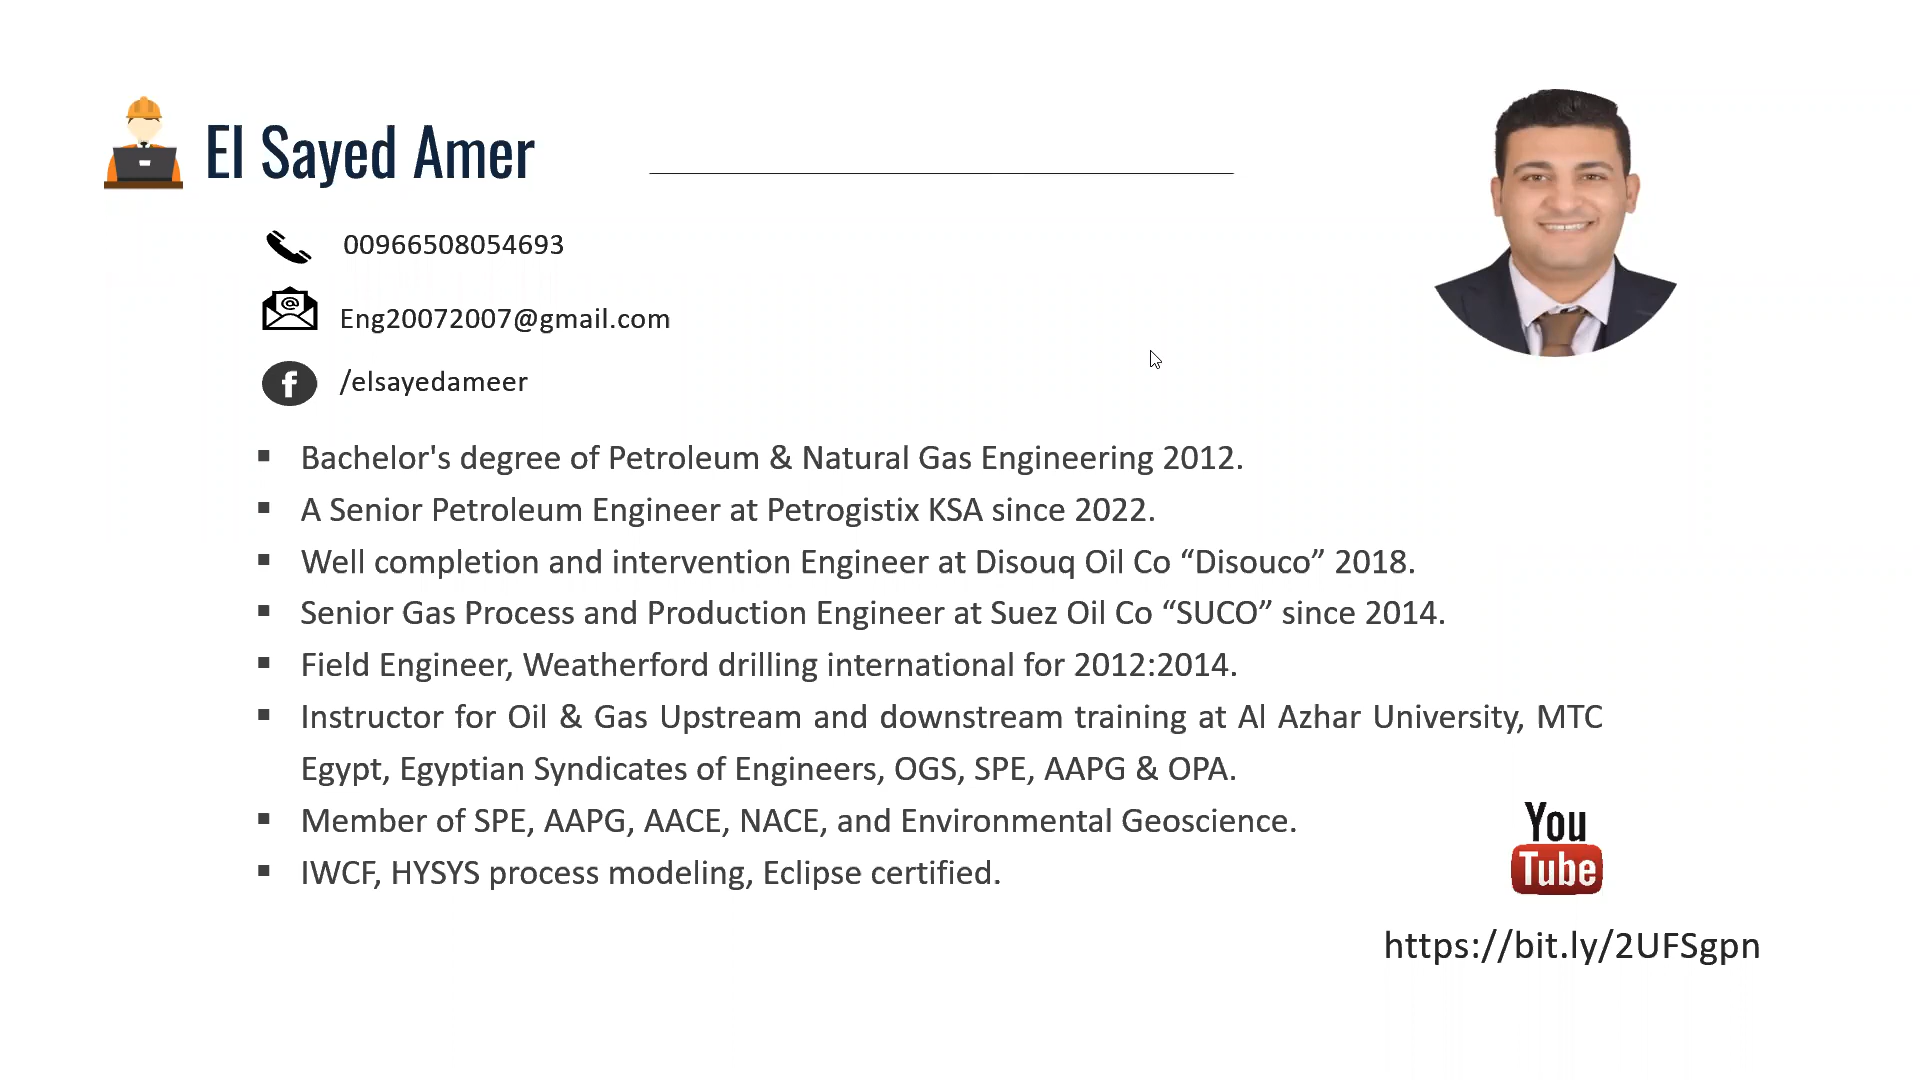 El Sayed Amer
00966508054693
Eng20072007@gmail.com
/elsayedameer
▪ Bachelor's degree of Petroleum & Natural Gas Engineering 2012.
▪ A Senior Petroleum Engineer at Petrogistix KSA since 2022.
▪ Well completion and intervention Engineer at Disouq Oil Co “Disouco” 2018.
▪ Senior Gas Process and Production Engineer at Suez Oil Co “SUCO” since 2014.
▪ Field Engineer, Weatherford drilling international for 2012:2014.
▪ Instructor for Oil & Gas Upstream and downstream training at Al Azhar University, MTC
Egypt, Egyptian Syndicates of Engineers, OGS, SPE, AAPG & OPA.
▪ Member of SPE, AAPG, AACE, NACE, and Environmental Geoscience.
▪ IWCF, HYSYS process modeling, Eclipse certified.
You
Tube
https://bit.ly/2UFSgpn